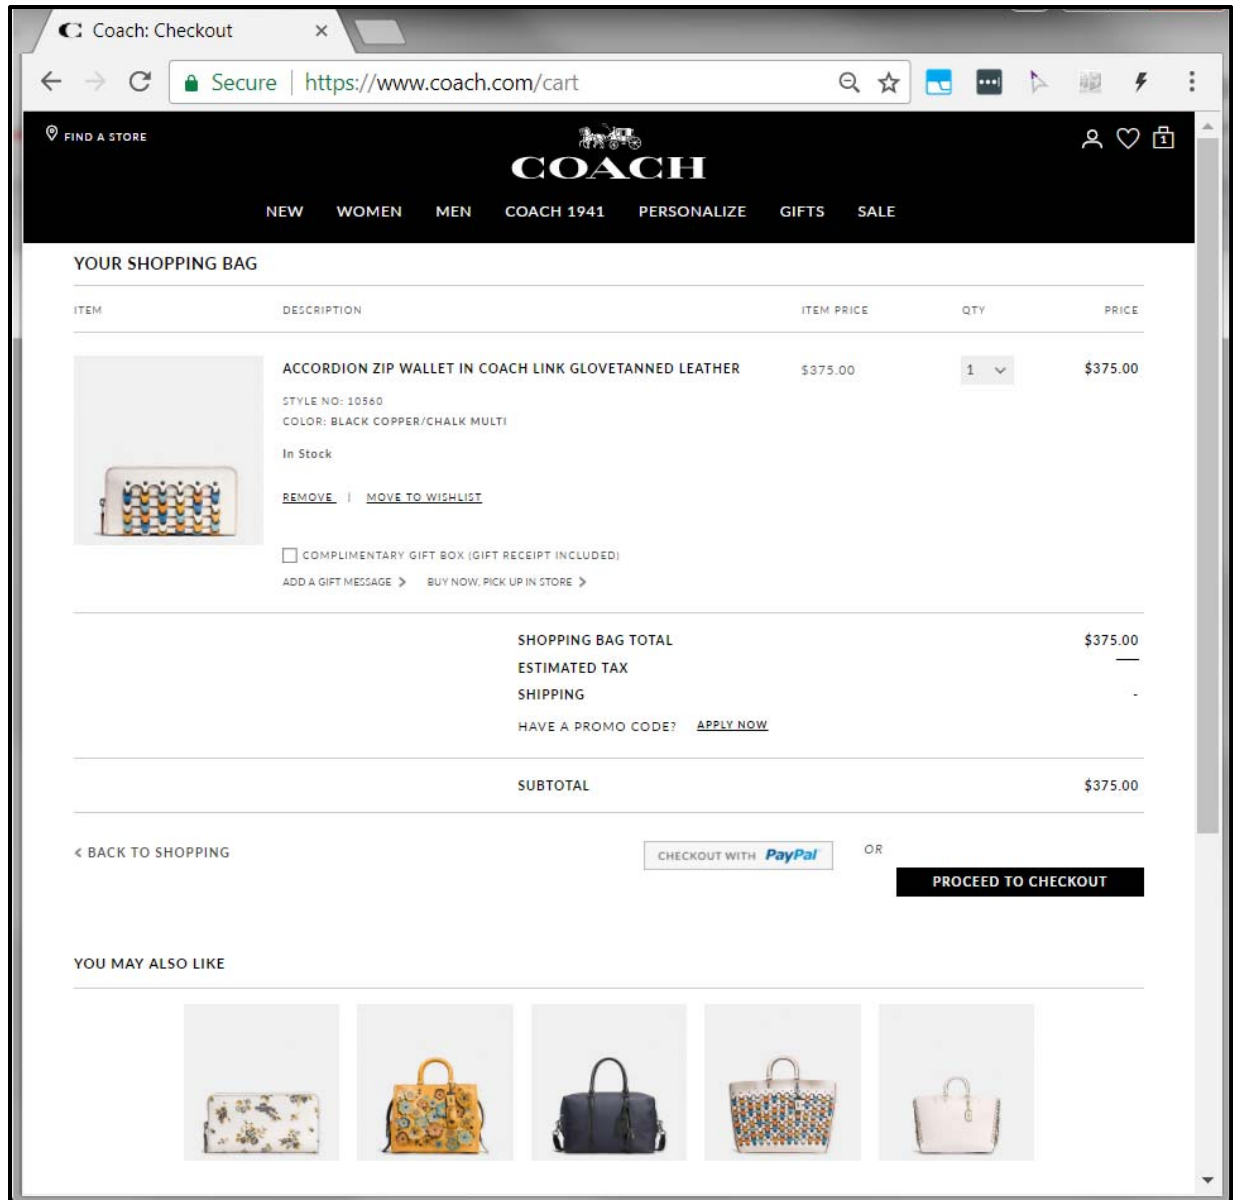 Coach: Checkout
Secure | https://www.coach.com/cart
FIND A STORE
COACH
1
NEW WOMEN MEN COACH 1941 PERSONALIZE GIFTS SALE
YOUR SHOPPING BAG
ITEM DESCRIPTION ITEM PRICE QTY PRICE
ACCORDION ZIP WALLET IN COACH LINK GLOVETANNED LEATHER $375.00 1 $375.00
STYLE NO: 10560
COLOR: BLACK COPPER/CHALK MULTI
In Stock
REMOVE | MOVE TO WISHLIST
COMPLIMENTARY GIFT BOX (GIFT RECEIPT INCLUDED)
ADD A GIFT MESSAGE > BUY NOW, PICK UP IN STORE >
SHOPPING BAG TOTAL $375.00
ESTIMATED TAX —
SHIPPING -
HAVE A PROMO CODE? APPLY NOW
SUBTOTAL $375.00
< BACK TO SHOPPING
CHECKOUT WITH PayPal OR
PROCEED TO CHECKOUT
YOU MAY ALSO LIKE